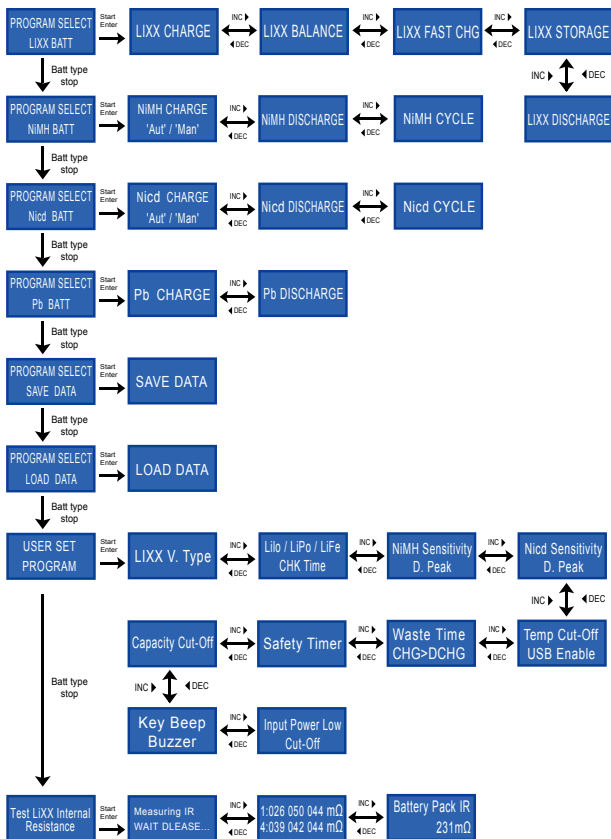 PROGRAM SELECT
LIXX BATT
Start
Enter
LIXX CHARGE
INC ▶
◀ DEC
LIXX BALANCE
INC ▶
◀ DEC
LIXX FAST CHG
INC ▶
◀ DEC
LIXX STORAGE
Batt type
stop
INC ▶
◀ DEC
PROGRAM SELECT
NiMH BATT
Start
Enter
NiMH CHARGE
'Aut' / 'Man'
INC ▶
◀ DEC
NiMH DISCHARGE
INC ▶
◀ DEC
NiMH CYCLE
LIXX DISCHARGE
Batt type
stop
PROGRAM SELECT
Nicd BATT
Start
Enter
Nicd CHARGE
'Aut' / 'Man'
INC ▶
◀ DEC
Nicd DISCHARGE
INC ▶
◀ DEC
Nicd CYCLE
Batt type
stop
PROGRAM SELECT
Pb BATT
Start
Enter
Pb CHARGE
INC ▶
◀ DEC
Pb DISCHARGE
Batt type
stop
PROGRAM SELECT
SAVE DATA
Start
Enter
SAVE DATA
Batt type
stop
PROGRAM SELECT
LOAD DATA
Start
Enter
LOAD DATA
Batt type
stop
USER SET
PROGRAM
Start
Enter
LIXX V. Type
INC ▶
◀ DEC
Lilo / LiPo / LiFe
CHK Time
INC ▶
◀ DEC
NiMH Sensitivity
D. Peak
INC ▶
◀ DEC
Nicd Sensitivity
D. Peak
INC ▶
◀ DEC
Capacity Cut-Off
INC ▶
◀ DEC
Safety Timer
INC ▶
◀ DEC
Waste Time
CHG>DCHG
INC ▶
◀ DEC
Temp Cut-Off
USB Enable
Batt type
stop
INC ▶
◀ DEC
Key Beep
Buzzer
INC ▶
◀ DEC
Input Power Low
Cut-Off
Test LiXX Internal
Resistance
Start
Enter
Measuring IR
WAIT DLEASE...
INC ▶
◀ DEC
1:026 050 044 mΩ
4:039 042 044 mΩ
INC ▶
◀ DEC
Battery Pack IR
231mΩ